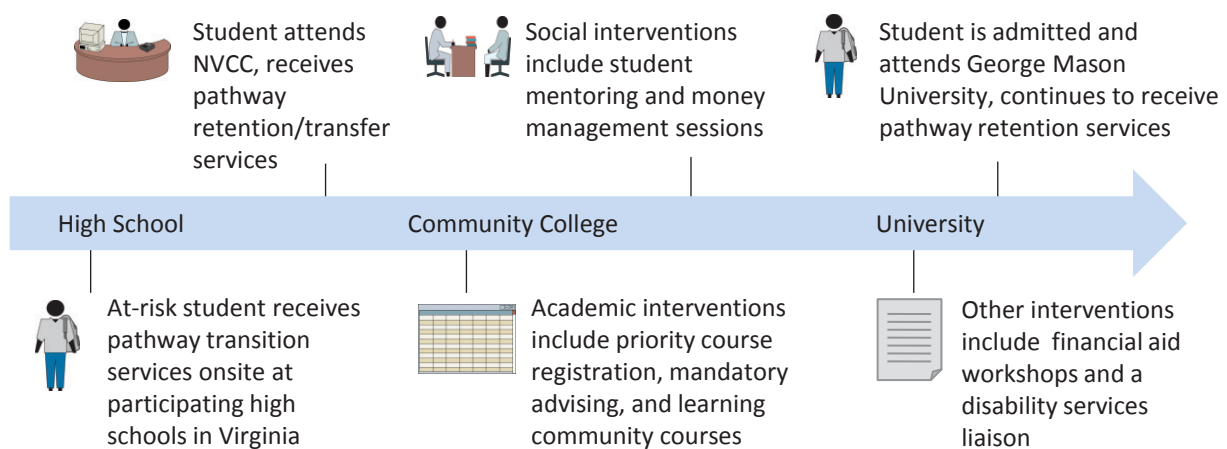 Student attends
NVCC, receives
pathway
retention/transfer
services
Social interventions
include student
mentoring and money
management sessions
Student is admitted and
attends George Mason
University, continues to receive
pathway retention services
High School
Community College
University
At-risk student receives
pathway transition
services onsite at
participating high
schools in Virginia
Academic interventions
include priority course
registration, mandatory
advising, and learning
community courses
Other interventions
include financial aid
workshops and a
disability services
liaison